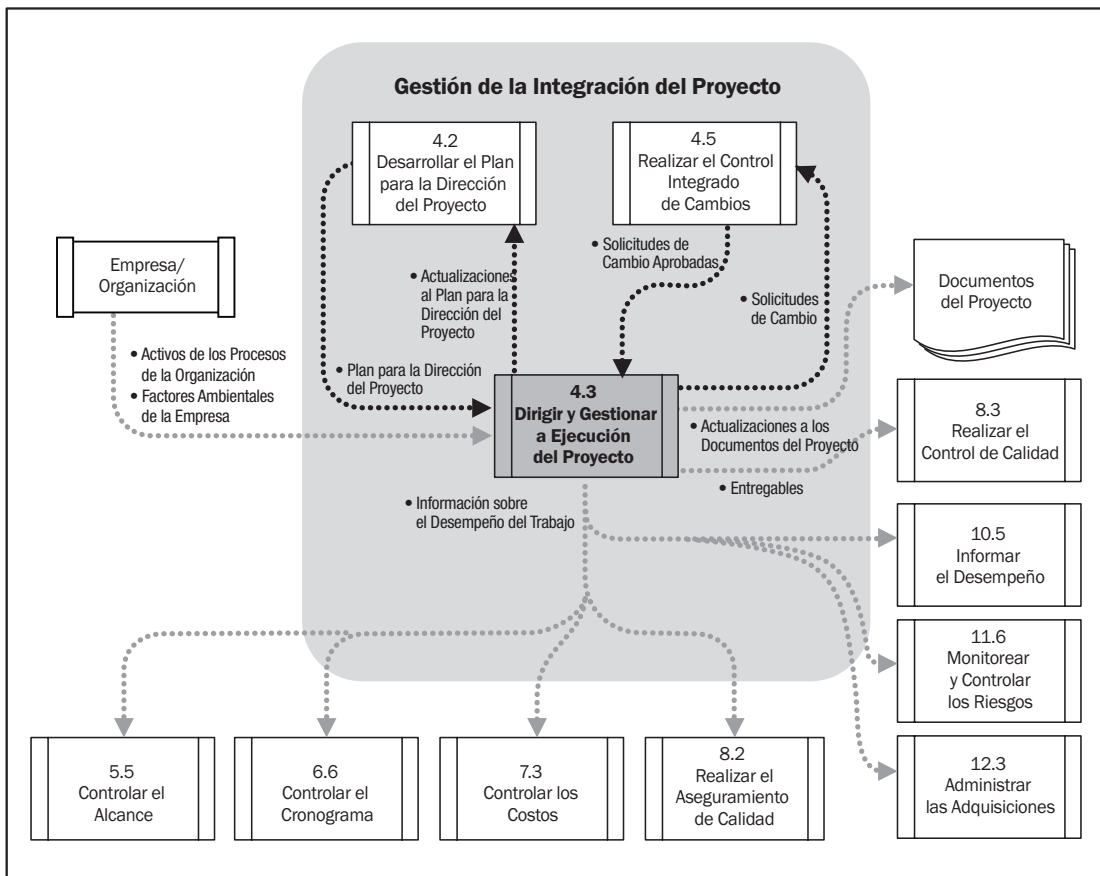 Gestión de la Integración del Proyecto
4.2
Desarrollar el Plan
para la Dirección
del Proyecto
4.5
Realizar el Control
Integrado
de Cambios
Empresa/
Organización
• Solicitudes de
Cambio Aprobadas
• Actualizaciones
al Plan para la
Dirección del
Proyecto
• Solicitudes
de Cambio
Documentos
del Proyecto
• Activos de los Procesos
de la Organización
• Factores Ambientales
de la Empresa
• Plan para la Dirección
del Proyecto
4.3
Dirigir y Gestionar
a Ejecución
del Proyecto
• Actualizaciones a los
Documentos del Proyecto
8.3
Realizar el
Control de Calidad
• Entregables
• Información sobre
el Desempeño del Trabajo
10.5
Informar
el Desempeño
11.6
Monitorear
y Controlar
los Riesgos
5.5
Controlar el
Alcance
6.6
Controlar el
Cronograma
7.3
Controlar los
Costos
8.2
Realizar el
Aseguramiento
de Calidad
12.3
Administrar
las Adquisiciones